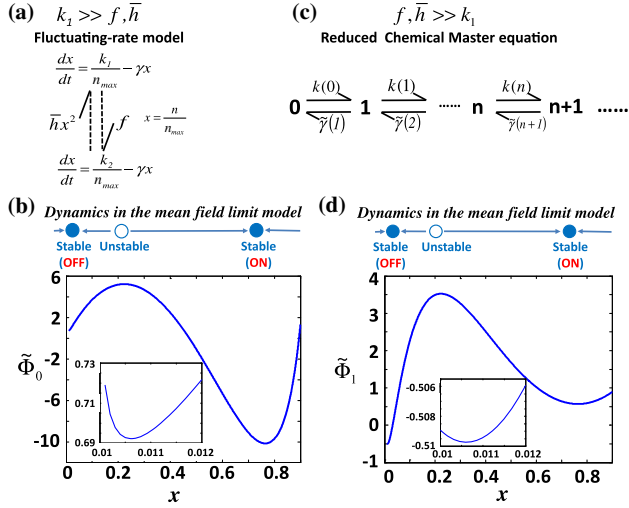 (a)
k₁ >> f, h̅
Fluctuating-rate model
dx/dt = k₁/nₘₐₓ − γx
h̅x²
f
x = n/nₘₐₓ
dx/dt = k₂/nₘₐₓ − γx
(c)
f, h̅ >> k₁
Reduced Chemical Master equation
k(0) k(1) k(n)
0 1 ...... n n+1 ......
γ̃(1) γ̃(2) γ̃(n+1)
(b)
Dynamics in the mean field limit model
Stable Unstable Stable
(OFF) (ON)
6
2
-2
-6
-10
Φ̃₀
0.73
0.71
0.69
0.01 0.011 0.012
0 0.2 0.4 0.6 0.8
x
(d)
Dynamics in the mean field limit model
Stable Unstable Stable
(OFF) (ON)
4
3
2
1
0
-1
Φ̃₁
-0.506
-0.508
-0.51
0.01 0.011 0.012
0 0.2 0.4 0.6 0.8
x